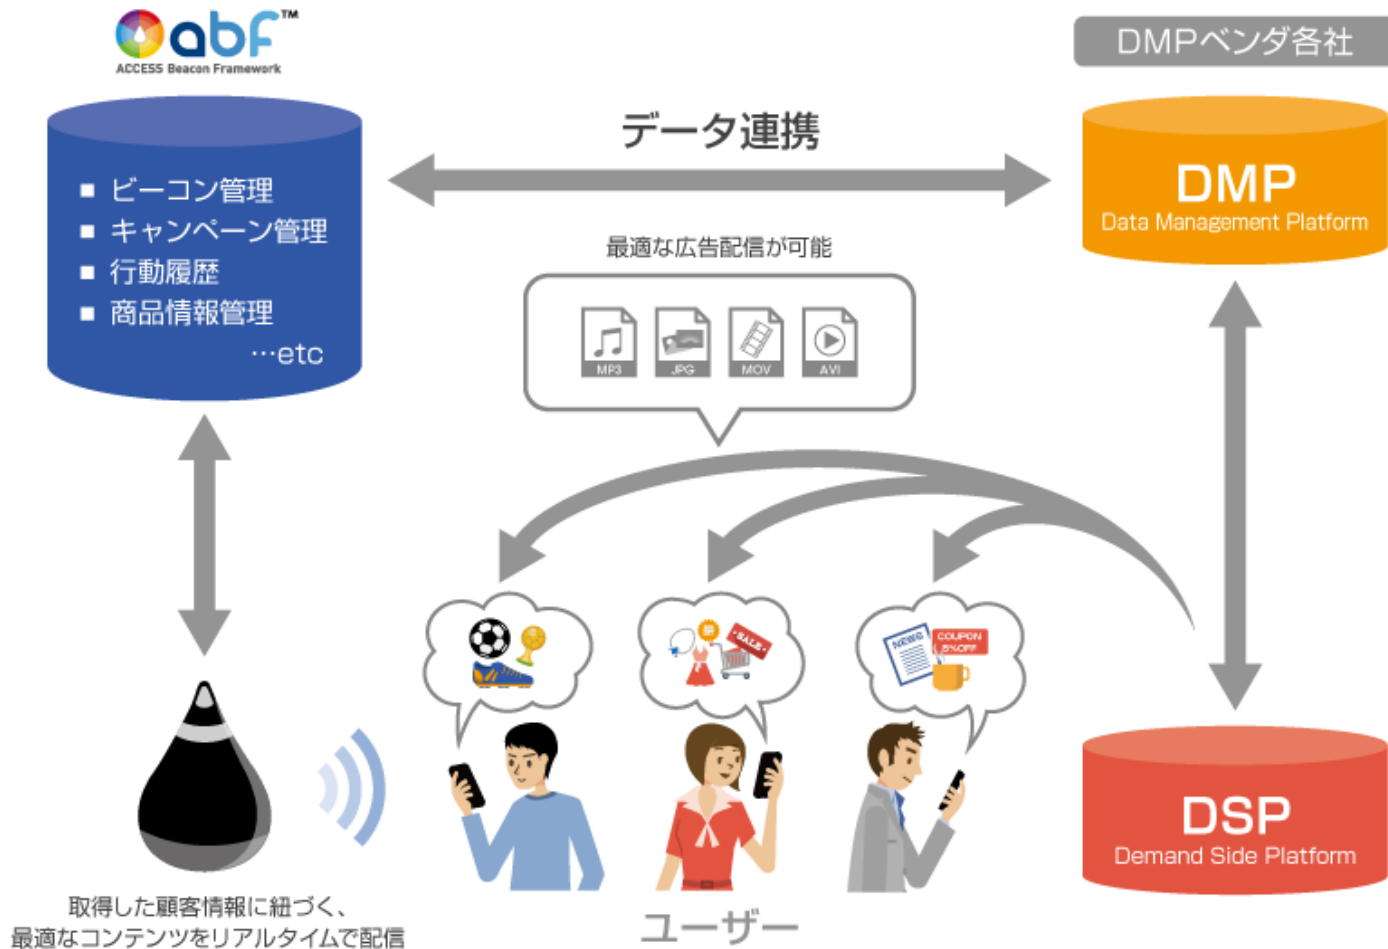 abf™
ACCESS Beacon Framework
DMPベンダ各社
データ連携
■ ビーコン管理
■ キャンペーン管理
■ 行動履歴
■ 商品情報管理
…etc
DMP
Data Management Platform
最適な広告配信が可能
MP3
JPG
MOV
AVI
SALE
NEWS
COUPON
5%OFF
DSP
Demand Side Platform
取得した顧客情報に紐づく、
最適なコンテンツをリアルタイムで配信
ユーザー